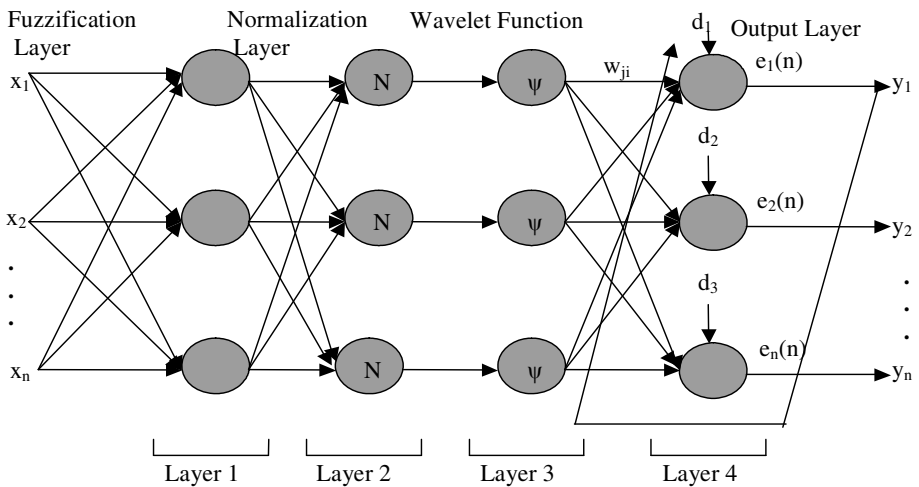 Fuzzification Layer
Normalization Layer
Wavelet Function
Output Layer
d₁
x₁
N
ψ
wⱼᵢ
e₁(n)
y₁
d₂
x₂
N
ψ
e₂(n)
y₂
.
.
.
.
.
.
d₃
xₙ
N
ψ
eₙ(n)
yₙ
Layer 1
Layer 2
Layer 3
Layer 4